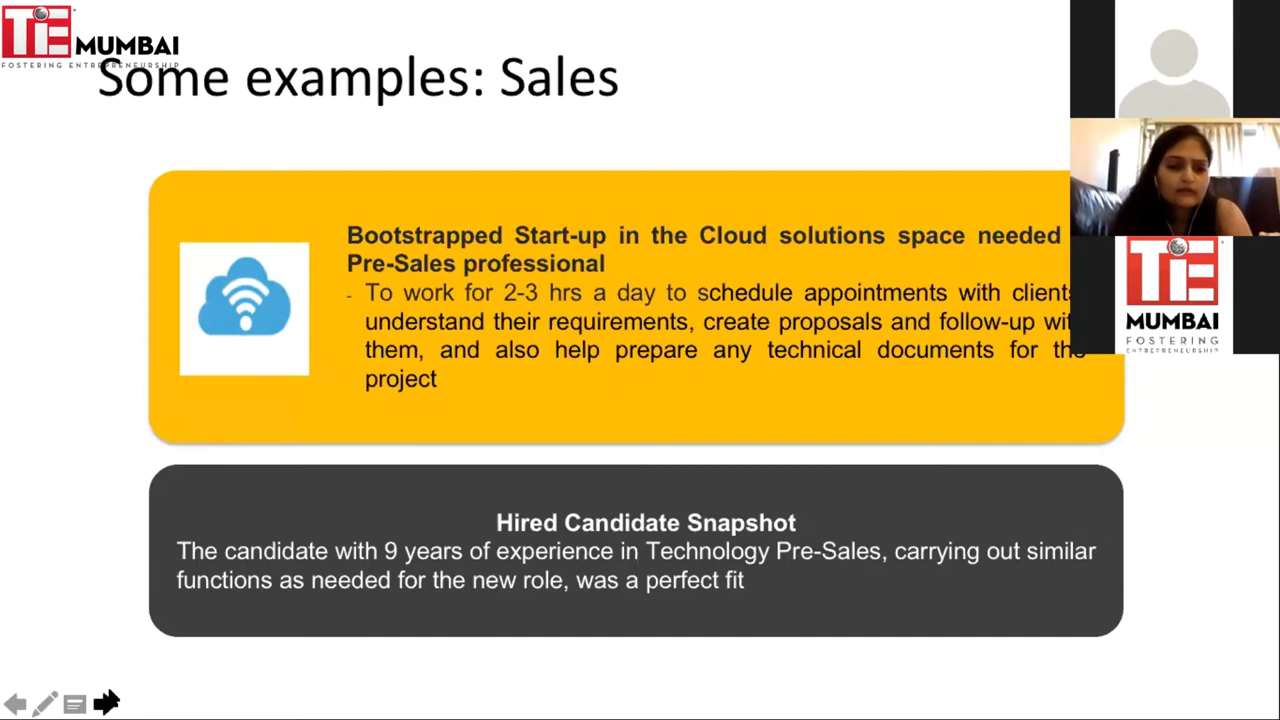 TiE MUMBAI
FOSTERING ENTREPRENEURSHIP
Some examples: Sales
Bootstrapped Start-up in the Cloud solutions space needed
Pre-Sales professional
- To work for 2-3 hrs a day to schedule appointments with clients
understand their requirements, create proposals and follow-up with
them, and also help prepare any technical documents for the
project
Hired Candidate Snapshot
The candidate with 9 years of experience in Technology Pre-Sales, carrying out similar
functions as needed for the new role, was a perfect fit
TiE
MUMBAI
FOSTERING
ENTREPRENEURSHIP